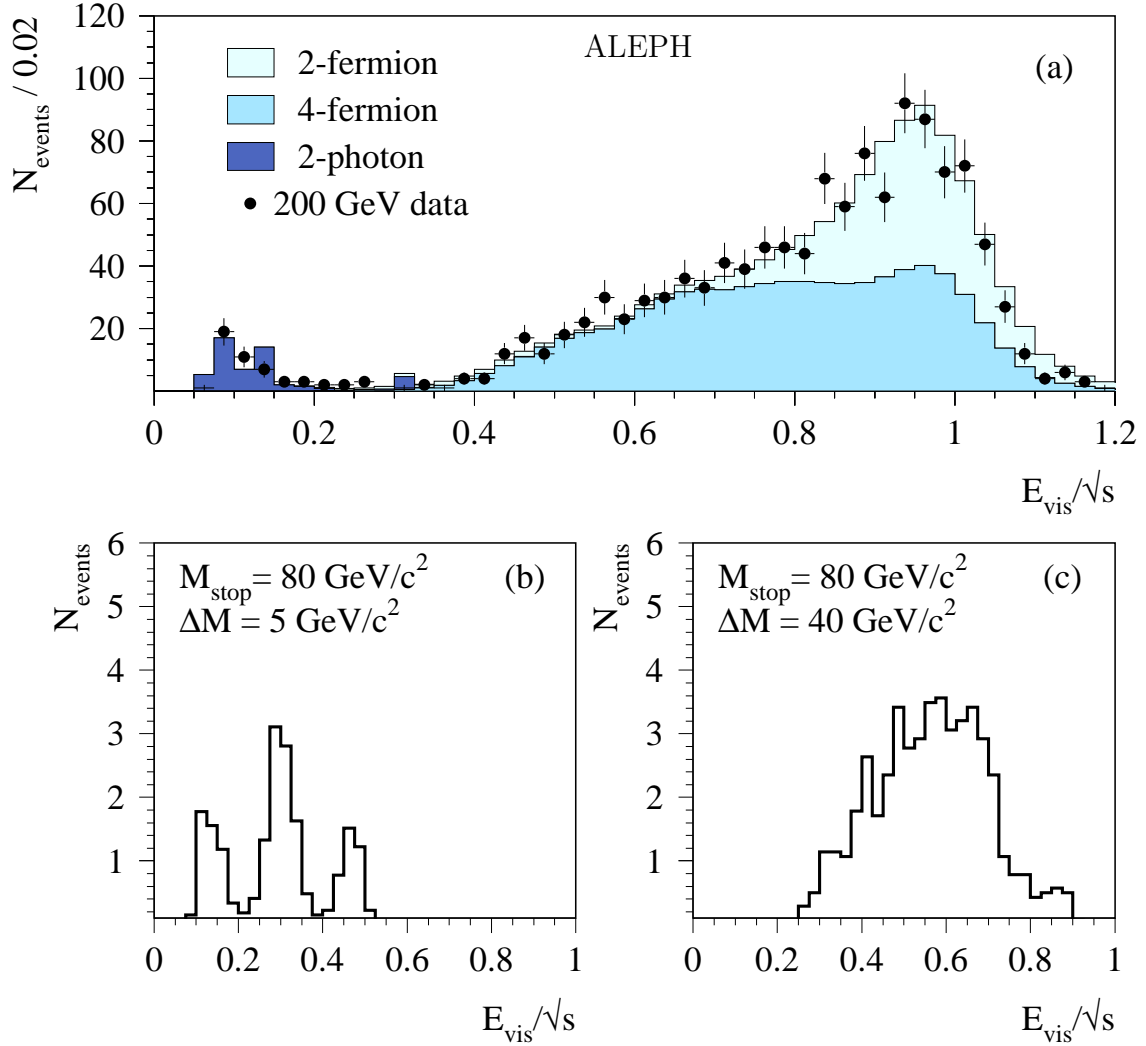 N_events / 0.02
120
100
80
60
40
20
ALEPH
(a)
2-fermion
4-fermion
2-photon
200 GeV data
0 0.2 0.4 0.6 0.8 1 1.2
E_vis/√s
N_events
6
5
4
3
2
1
M_stop = 80 GeV/c²
(b)
ΔM = 5 GeV/c²
0 0.2 0.4 0.6 0.8 1
E_vis/√s
N_events
6
5
4
3
2
1
M_stop = 80 GeV/c²
(c)
ΔM = 40 GeV/c²
0 0.2 0.4 0.6 0.8 1
E_vis/√s